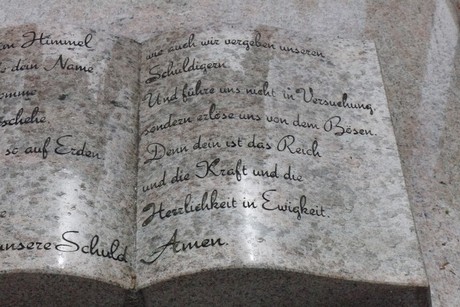 m Himmel
dein Name
omme
schehe,
so auf Erden.
unsere Schuld
wie auch wir vergeben unseren
Schuldigern.
Und führe uns nicht in Versuchung,
sondern erlöse uns von dem Bösen.
Denn dein ist das Reich
und die Kraft und die
Herrlichkeit in Ewigkeit.
Amen.